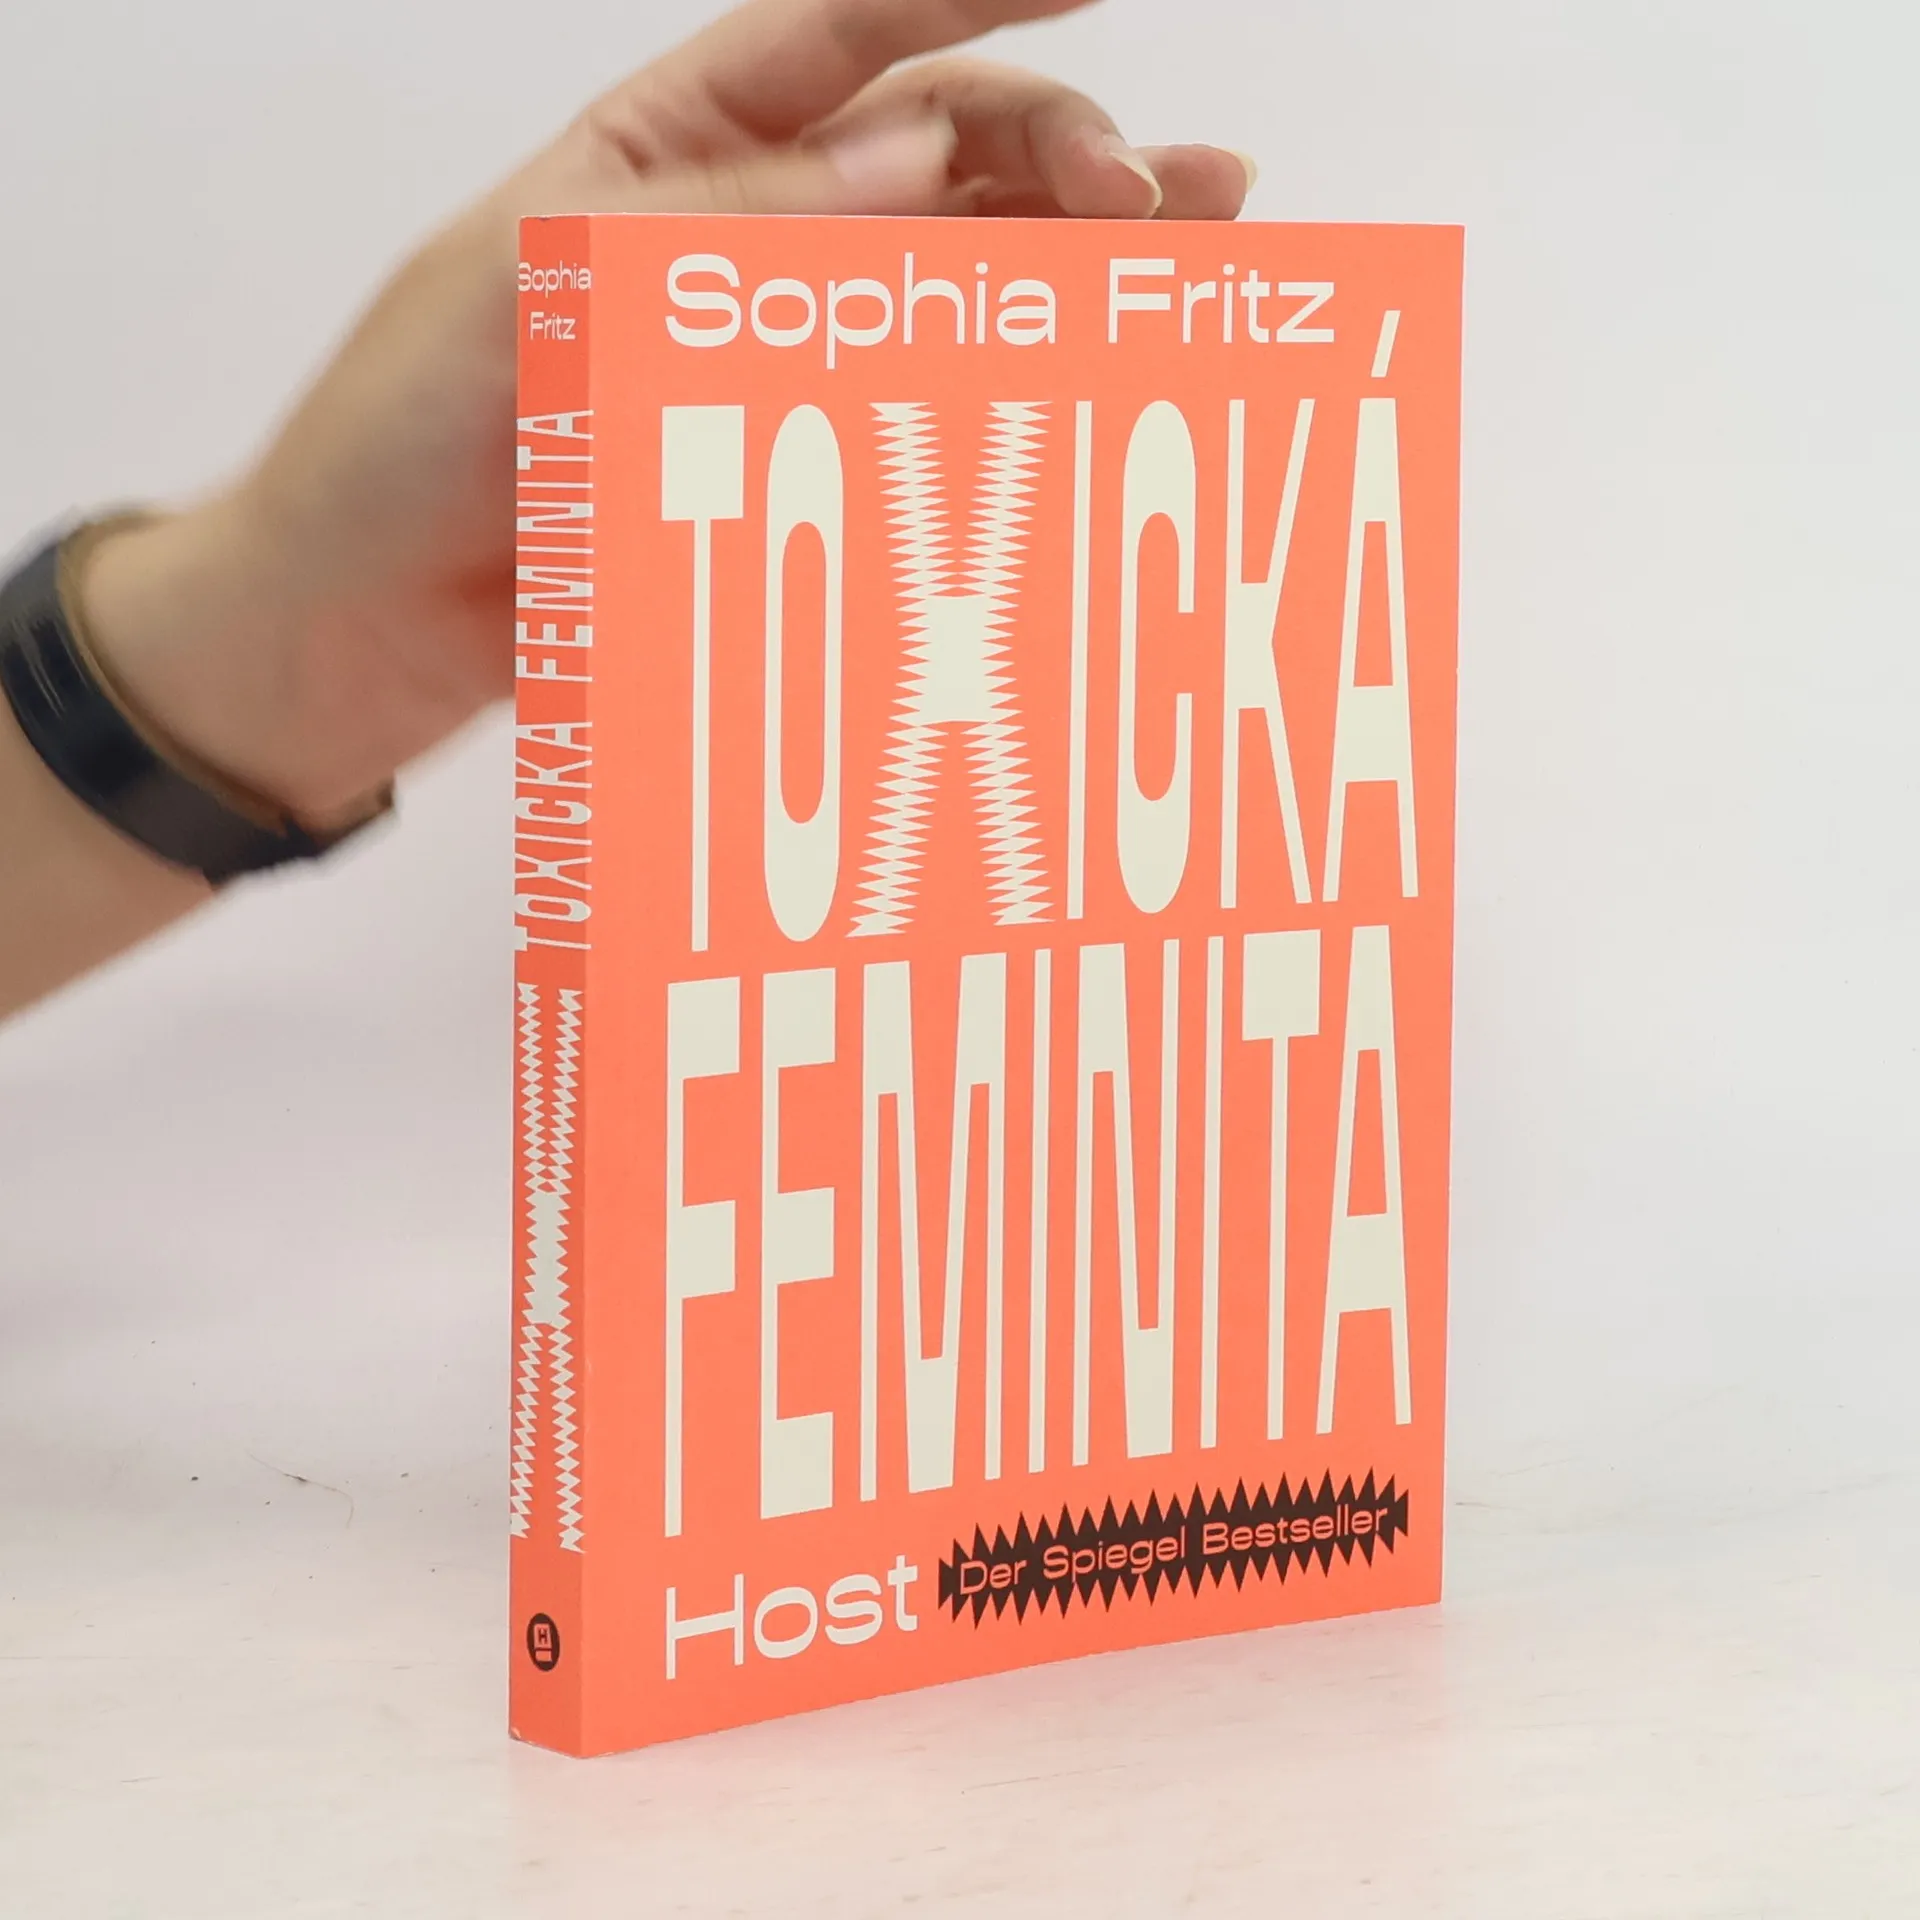 Sophia
Fritz
TOXICKÁ FEMINITA
Sophia Fritz
TOXICKÁ
FEMINITA
Host
Der Spiegel Bestseller